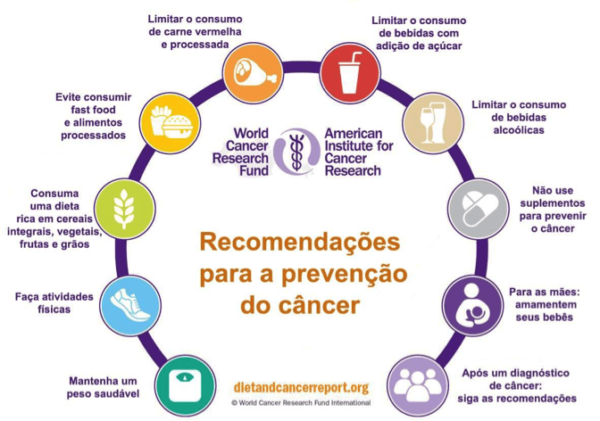 Limitar o consumo
de carne vermelha
e processada
Limitar o consumo
de bebidas com
adição de açúcar
Evite consumir
fast food
e alimentos
processados
Limitar o consumo
de bebidas
alcoólicas
World
Cancer
Research
Fund
American
Institute for
Cancer
Research
Consuma
uma dieta
rica em cereais
integrais, vegetais,
frutas e grãos
Não use
suplementos
para prevenir
o câncer
Recomendações
para a prevenção
do câncer
Faça atividades
físicas
Para as mães:
amamentem
seus bebês
Mantenha um
peso saudável
Após um diagnóstico
de câncer:
siga as recomendações
dietandcancerreport.org
© World Cancer Research Fund International